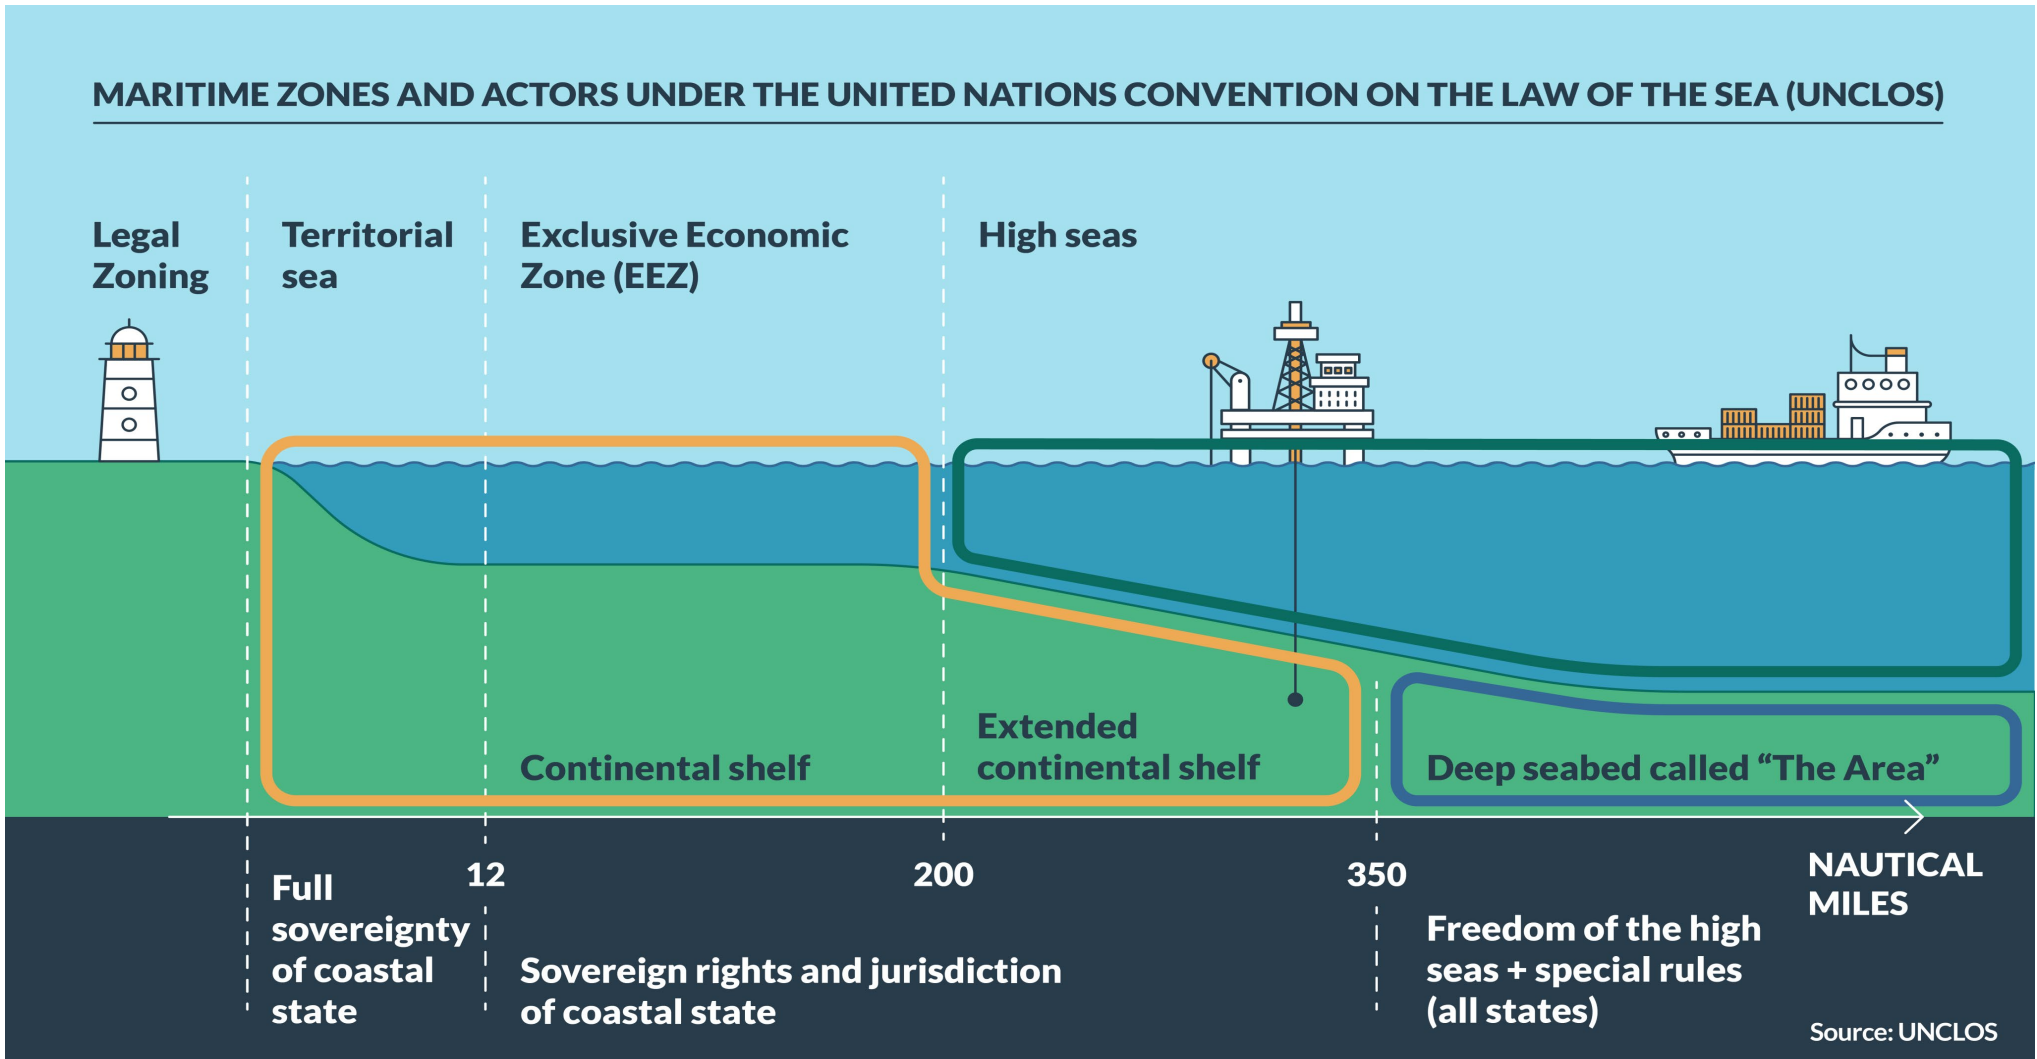 MARITIME ZONES AND ACTORS UNDER THE UNITED NATIONS CONVENTION ON THE LAW OF THE SEA (UNCLOS)
Legal
Zoning
Territorial
sea
Exclusive Economic
Zone (EEZ)
High seas
Continental shelf
Extended
continental shelf
Deep seabed called “The Area”
12
200
350
NAUTICAL
MILES
Full
sovereignty
of coastal
state
Sovereign rights and jurisdiction
of coastal state
Freedom of the high
seas + special rules
(all states)
Source: UNCLOS